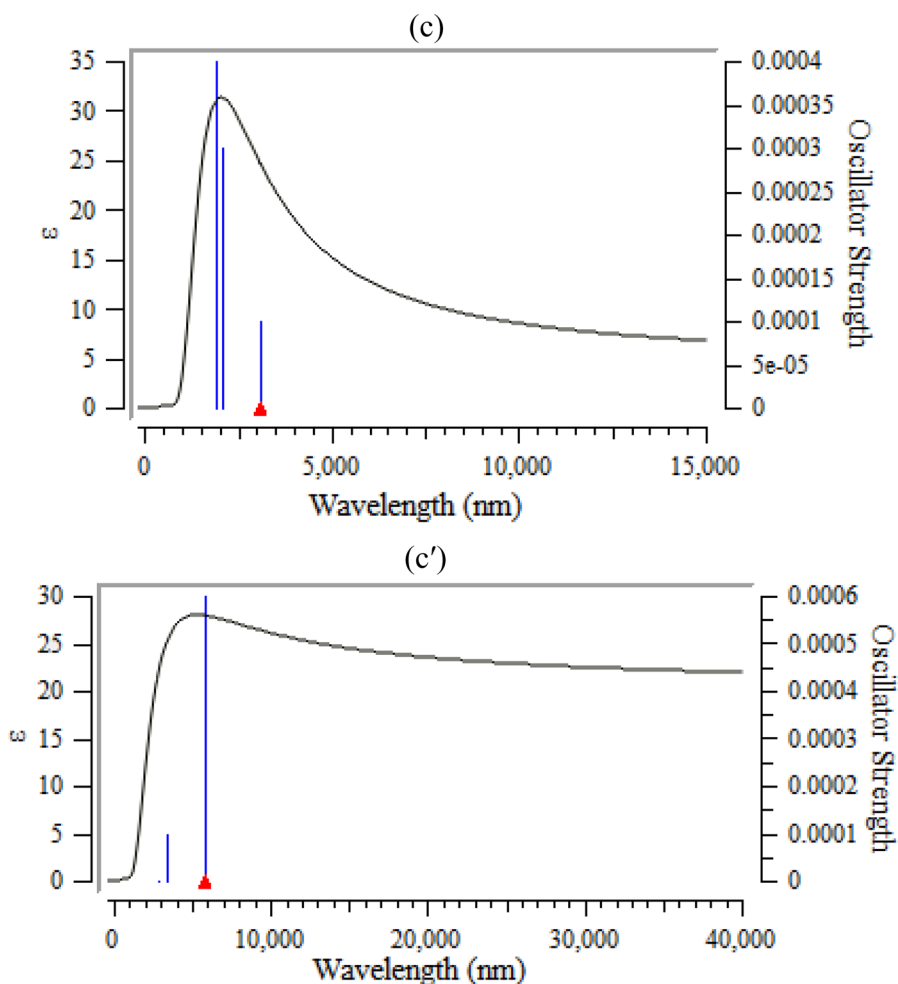 (c)
35 0.0004
30 0.00035
25 0.0003
20 0.00025
15 0.0002
10 0.00015
5 0.0001
0 5e-05
0
ε
Oscillator Strength
0 5,000 10,000 15,000
Wavelength (nm)
(c′)
30 0.0006
25 0.0005
20 0.0004
15 0.0003
10 0.0002
5 0.0001
0 0
ε
Oscillator Strength
0 10,000 20,000 30,000 40,000
Wavelength (nm)